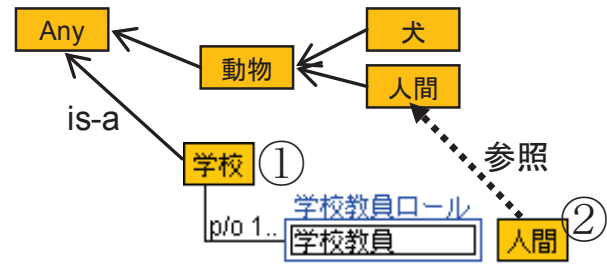 Any
犬
動物
人間
is-a
参照
学校
①
学校教員ロール
②
p/o 1..
学校教員
人間